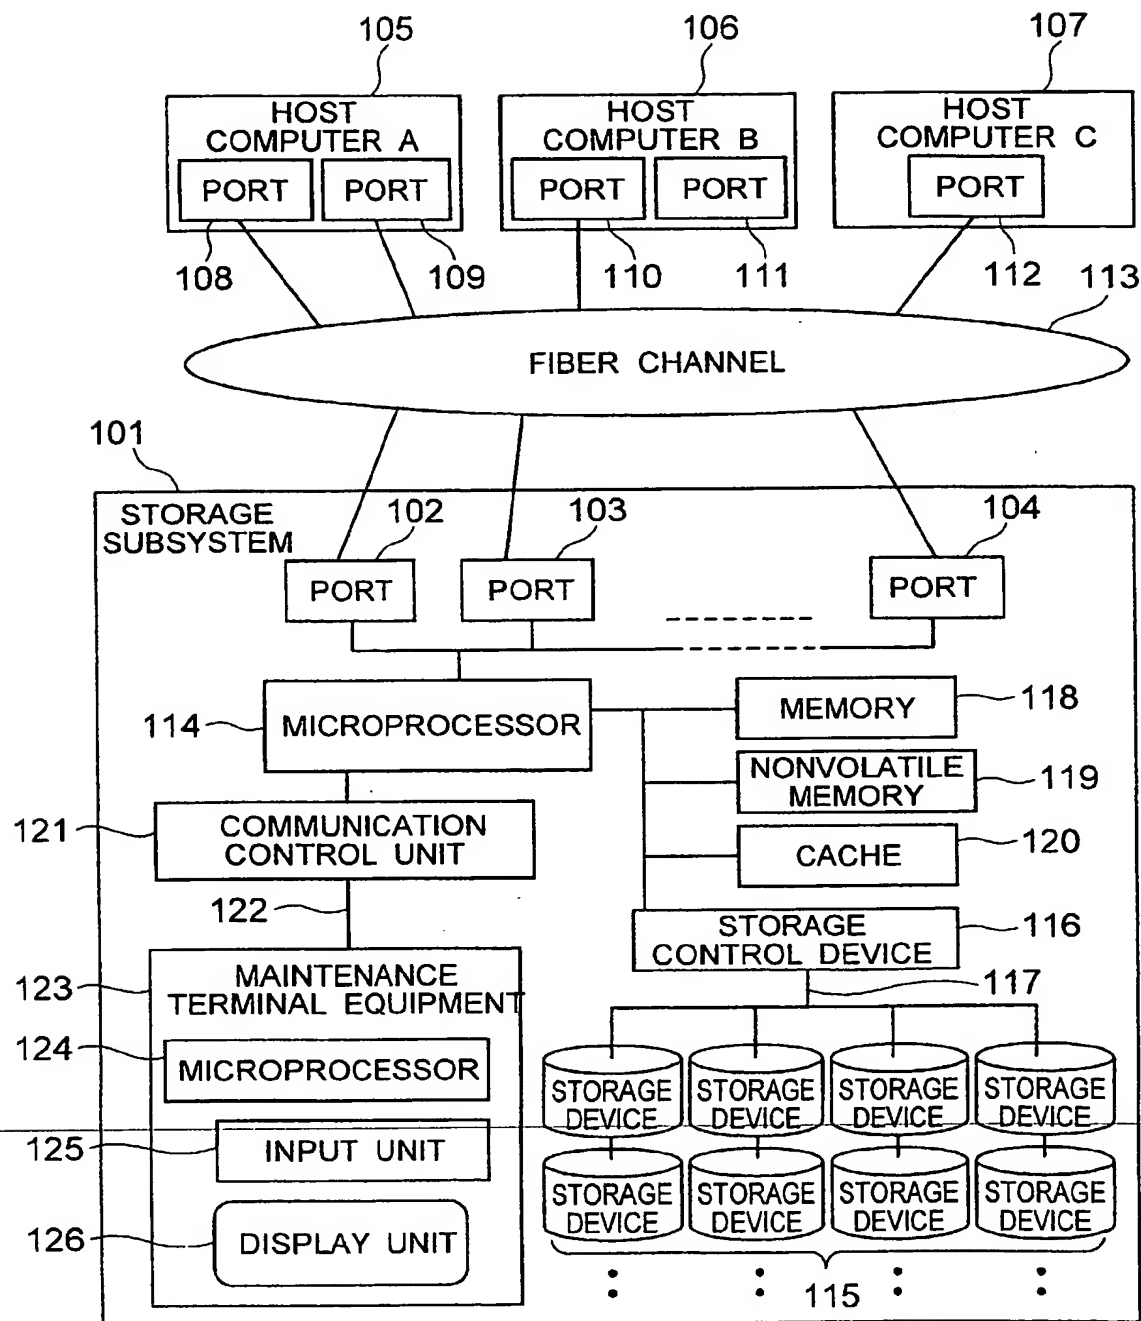 105
106
107
HOST
COMPUTER A
HOST
COMPUTER B
HOST
COMPUTER C
PORT
PORT
PORT
PORT
PORT
108
109
110
111
112
113
FIBER CHANNEL
101
STORAGE
SUBSYSTEM
102
103
104
PORT
PORT
PORT
114
MICROPROCESSOR
MEMORY
118
NONVOLATILE
MEMORY
119
121
COMMUNICATION
CONTROL UNIT
CACHE
120
122
STORAGE
CONTROL DEVICE
116
123
MAINTENANCE
TERMINAL EQUIPMENT
117
124
MICROPROCESSOR
STORAGE
DEVICE
STORAGE
DEVICE
STORAGE
DEVICE
STORAGE
DEVICE
125
INPUT UNIT
STORAGE
DEVICE
STORAGE
DEVICE
STORAGE
DEVICE
STORAGE
DEVICE
126
DISPLAY UNIT
115